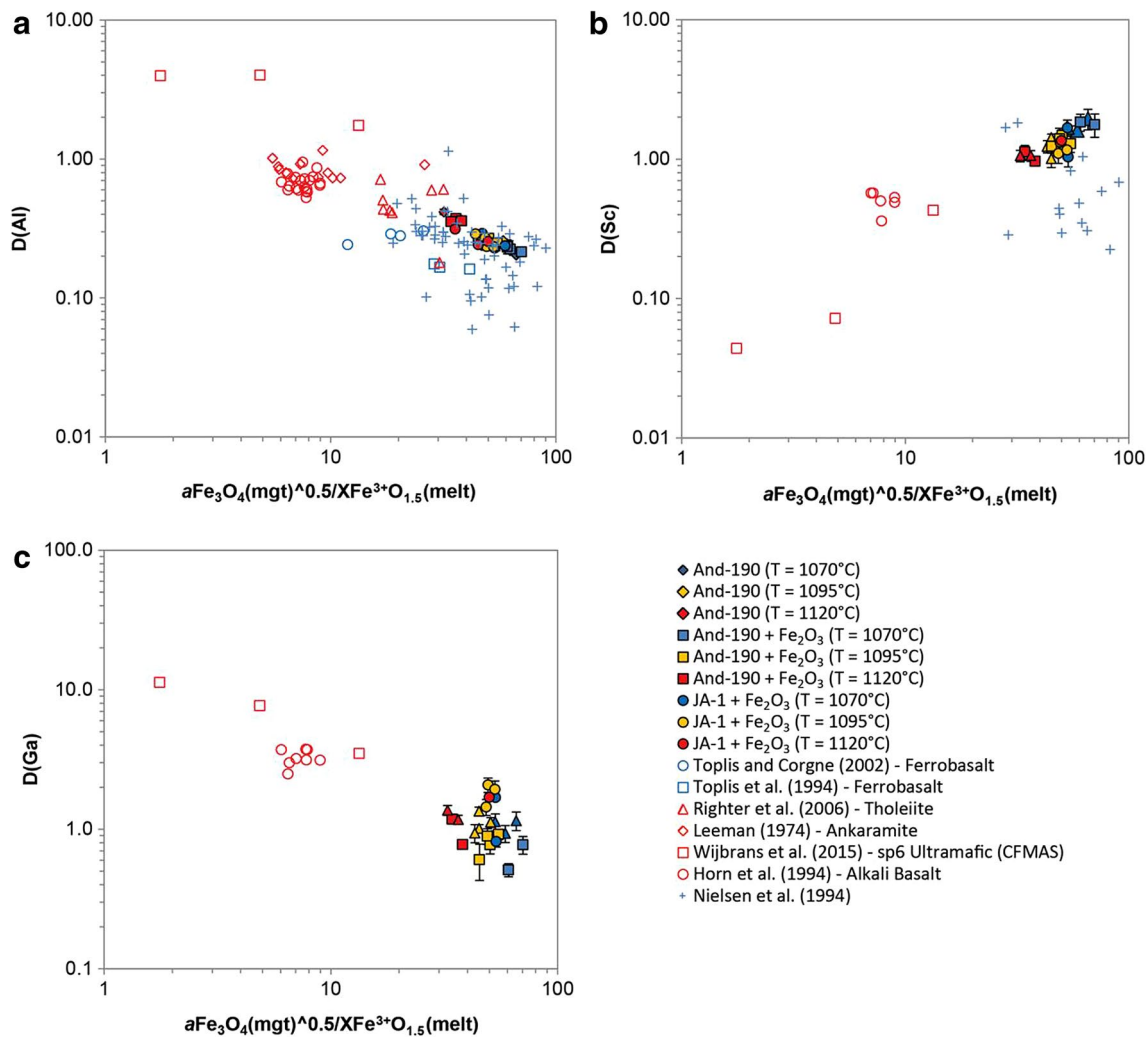 a
10.00
1.00
0.10
0.01
D(Al)
1 10 100
aFe₃O₄(mgt)^0.5/XFe³⁺O₁.₅(melt)
b
10.00
1.00
0.10
0.01
D(Sc)
1 10 100
aFe₃O₄(mgt)^0.5/XFe³⁺O₁.₅(melt)
c
100.0
10.0
1.0
0.1
D(Ga)
1 10 100
aFe₃O₄(mgt)^0.5/XFe³⁺O₁.₅(melt)
And-190 (T = 1070°C)
And-190 (T = 1095°C)
And-190 (T = 1120°C)
And-190 + Fe₂O₃ (T = 1070°C)
And-190 + Fe₂O₃ (T = 1095°C)
And-190 + Fe₂O₃ (T = 1120°C)
JA-1 + Fe₂O₃ (T = 1070°C)
JA-1 + Fe₂O₃ (T = 1095°C)
JA-1 + Fe₂O₃ (T = 1120°C)
Toplis and Corgne (2002) - Ferrobasalt
Toplis et al. (1994) - Ferrobasalt
Righter et al. (2006) - Tholeiite
Leeman (1974) - Ankaramite
Wijbrans et al. (2015) - sp6 Ultramafic (CFMAS)
Horn et al. (1994) - Alkali Basalt
Nielsen et al. (1994)